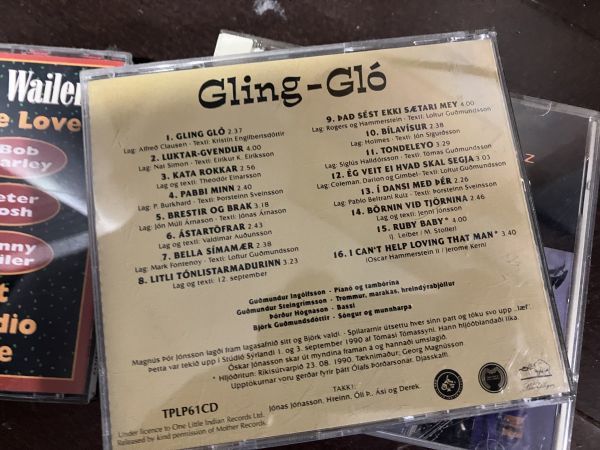 Wailer
e Love
Bob
arley
eter
osh
nny
iler
t
dio
e
Gling-Gló
1. GLING GLÓ 2.37
Lag: Alfred Clausen - Texti: Kristín Engilbertsdóttir
2. LUKTAR-GVENDUR 4.00
Lag: Nat Simon - Texti: Eiríkur K. Eiríksson
3. KATA ROKKAR 2.56
Lag og texti: Theódór Einarsson
4. PABBI MINN 2.40
Lag: P. Burkhard - Texti: Þorsteinn Sveinsson
5. BRESTIR OG BRAK 3.18
Lag: Jón Múli Árnason - Texti: Jónas Árnason
6. ÁSTARTÖFRAR 2.43
Lag og texti: Valdimar Auðunsson
7. BELLA SÍMAMÆR 2.38
Lag: Mark Fontenoy - Texti: Loftur Guðmundsson
8. LITLI TÓNLISTARMAÐURINN 3.23
Lag og texti: 12. september
9. ÞAÐ SÉST EKKI SÆTARI MEY 4.00
Lag: Rogers og Hammerstein - Texti: Loftur Guðmundsson
10. BÍLAVÍSUR 2.38
Lag: Holmes - Texti: Jón Sigurðsson
11. TONDELEYO 3.49
Lag: Sigfús Halldórsson - Texti: Tómas Guðmundsson
12. ÉG VEIT EI HVAÐ SKAL SEGJA 3.03
Lag: Coleman, Darion og Gimbel - Texti: Loftur Guðmundsson
13. Í DANSI MEÐ ÞÉR 2.26
Lag: Pablo Beltrani Ruiz - Texti: Þorsteinn Sveinsson
14. BÖRNIN VIÐ TJÖRNINA 2.46
Lag og texti: Jenni Jónsson
15. RUBY BABY*
(J. Leiber / M. Stoller)
16. I CAN'T HELP LOVING THAT MAN* 3.40
(Oscar Hammerstein II / Jerome Kern)
Guðmundur Ingólfsson - Píanó og tambórína
Guðmundur Steingrímsson - Trommur, marakas, hreindýrabjöllur
Þórður Högnason - Bassi
Björk Guðmundsdóttir - Söngur og munnharpa
Magnús Þór Jónsson lagði fram lagasafnið sitt og Björk valdi. - Spilararnir útsettu hver sinn part og tóku svo upp „læf".
Þetta var tekið upp í Stúdíó Sýrlandi 1. og 3. september 1990 af Tómasi Tómassyni. Hann hljóðblandaði líka.
Óskar Jónasson skar út myndina framan á og hannaði umslagið.
* Hljóðritun: Ríkisútvarpið 23. 08. 1990. Tæknimaður; Georg Magnússon.
Upptökurnar voru gerðar fyrir þátt Ólafs Þórðarsonar. Djasskaffi.
TAKK:
Jónas Jónasson, Hreinn, Óli Þ., Ási og Derek.
TPLP61CD
Under licence to One Little Indian Records Ltd.
Released by kind permission of Mother Records.